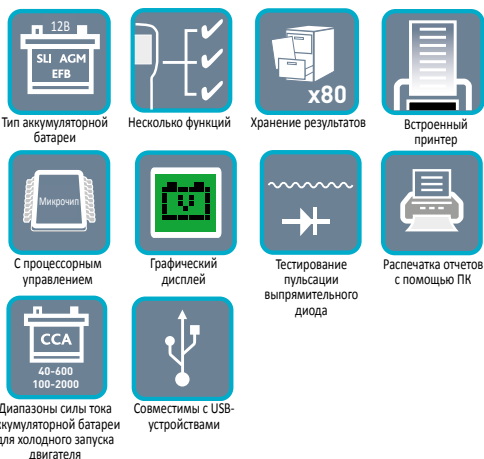 12В
SLI AGM
EFB
Тип аккумуляторной
батареи
Несколько функций
x80
Хранение результатов
Встроенный
принтер
Микрочип
С процессорным
управлением
Графический
дисплей
Тестирование
пульсации
выпрямительного
диода
Распечатка отчетов
с помощью ПК
CCA
40-600
100-2000
Диапазоны силы тока
аккумуляторной батареи
для холодного запуска
двигателя
Совместимы с USB-
устройствами